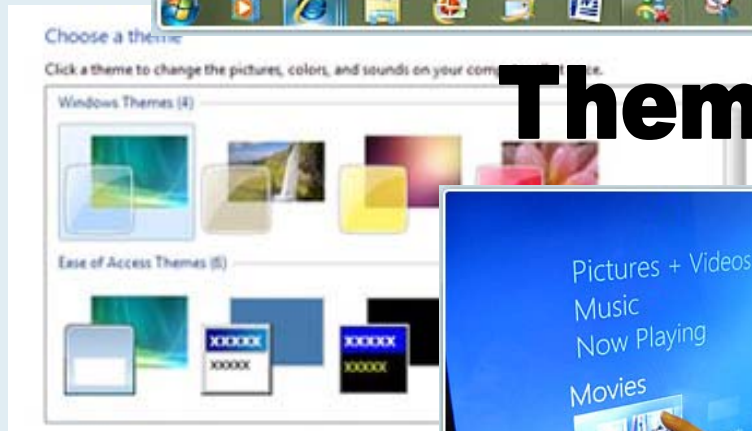 Choose a theme
Click a theme to change the pictures, colors, and sounds on your
Them
Windows Themes (4)
Ease of Access Themes (6)
XXXXX
XXXXX
XXXXX
XXXXX
Pictures + Videos
Music
Now Playing
Movies